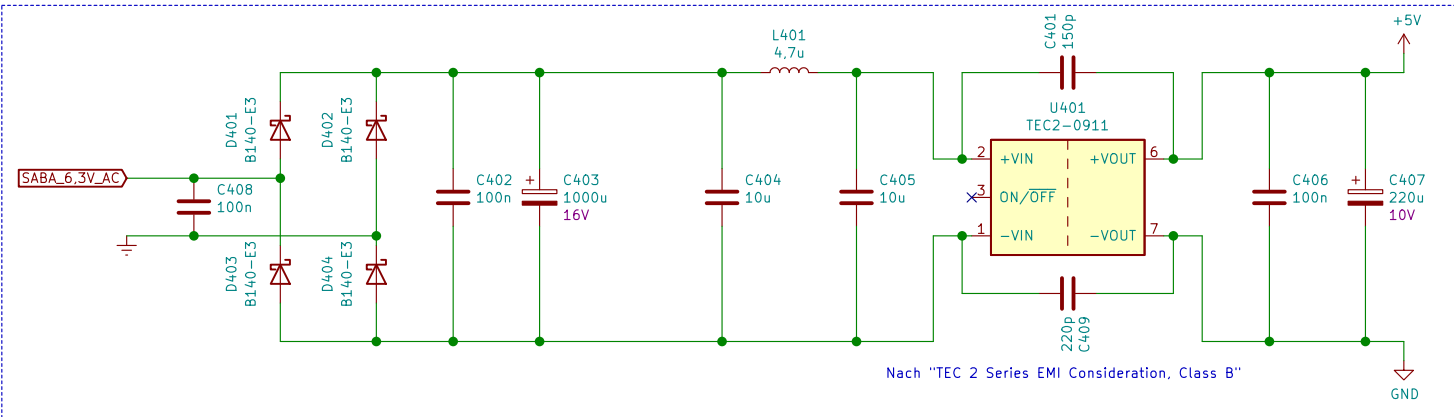 +5V
L401
4,7u
C401
150p
U401
TEC2-0911
D401
B140-E3
D402
B140-E3
2
+VIN
+VOUT
6
SABA_6,3V_AC
C408
100n
C402
100n
+
C403
1000u
16V
C404
10u
C405
10u
3
ON/OFF
C406
100n
+
C407
220u
10V
1
-VIN
-VOUT
7
D403
B140-E3
D404
B140-E3
220p
C409
Nach "TEC 2 Series EMI Consideration, Class B"
GND